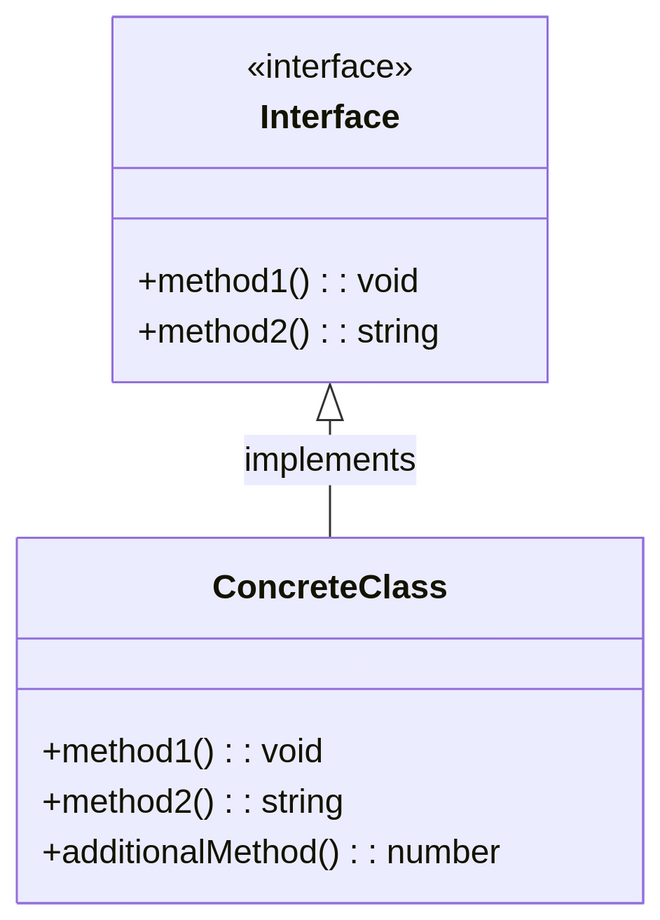 «interface»
Interface
+method1() : : void
+method2() : : string
implements
ConcreteClass
+method1() : : void
+method2() : : string
+additionalMethod() : : number